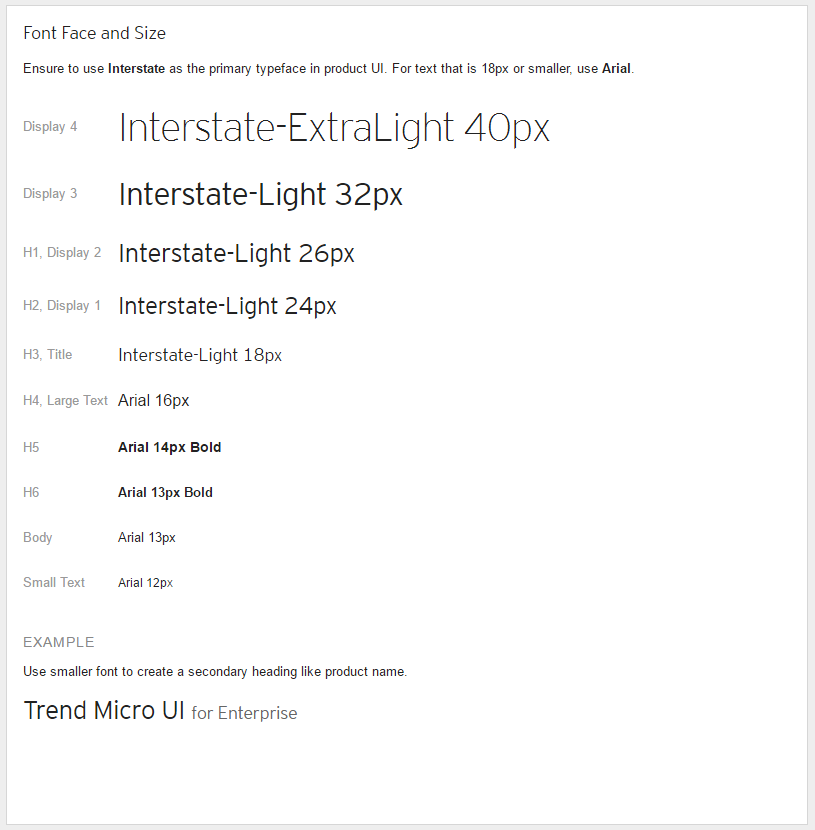 Font Face and Size
Ensure to use Interstate as the primary typeface in product UI. For text that is 18px or smaller, use Arial.
Display 4 Interstate-ExtraLight 40px
Display 3 Interstate-Light 32px
H1, Display 2 Interstate-Light 26px
H2, Display 1 Interstate-Light 24px
H3, Title Interstate-Light 18px
H4, Large Text Arial 16px
H5 Arial 14px Bold
H6 Arial 13px Bold
Body Arial 13px
Small Text Arial 12px
EXAMPLE
Use smaller font to create a secondary heading like product name.
Trend Micro UI for Enterprise